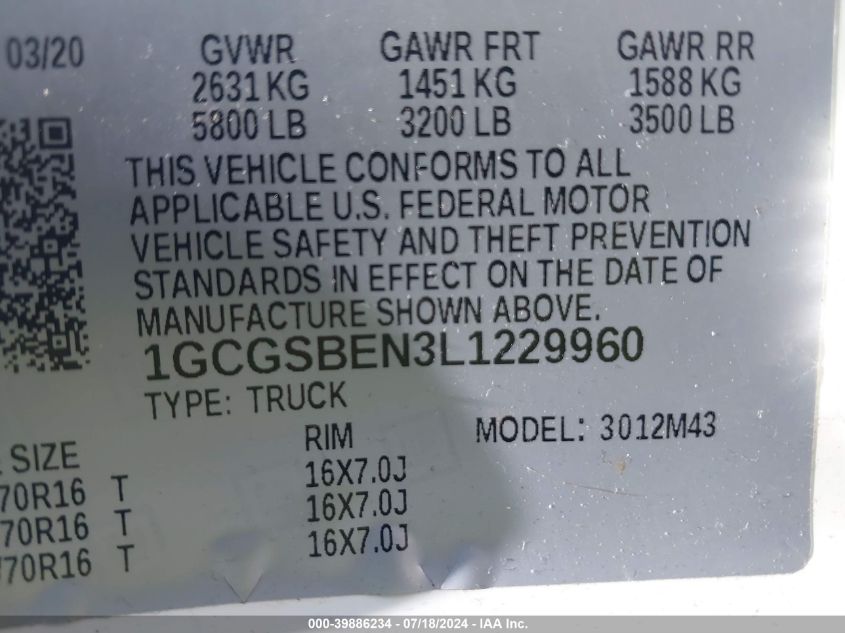 03/20 GVWR GAWR FRT GAWR RR
2631 KG 1451 KG 1588 KG
5800 LB 3200 LB 3500 LB
THIS VEHICLE CONFORMS TO ALL
APPLICABLE U.S. FEDERAL MOTOR
VEHICLE SAFETY AND THEFT PREVENTION
STANDARDS IN EFFECT ON THE DATE OF
MANUFACTURE SHOWN ABOVE.
1GCGSBEN3L1229960
TYPE: TRUCK
RIM MODEL: 3012M43
SIZE
70R16 T 16X7.0J
70R16 T 16X7.0J
70R16 T 16X7.0J
000-39886234 - 07/18/2024 - IAA Inc.